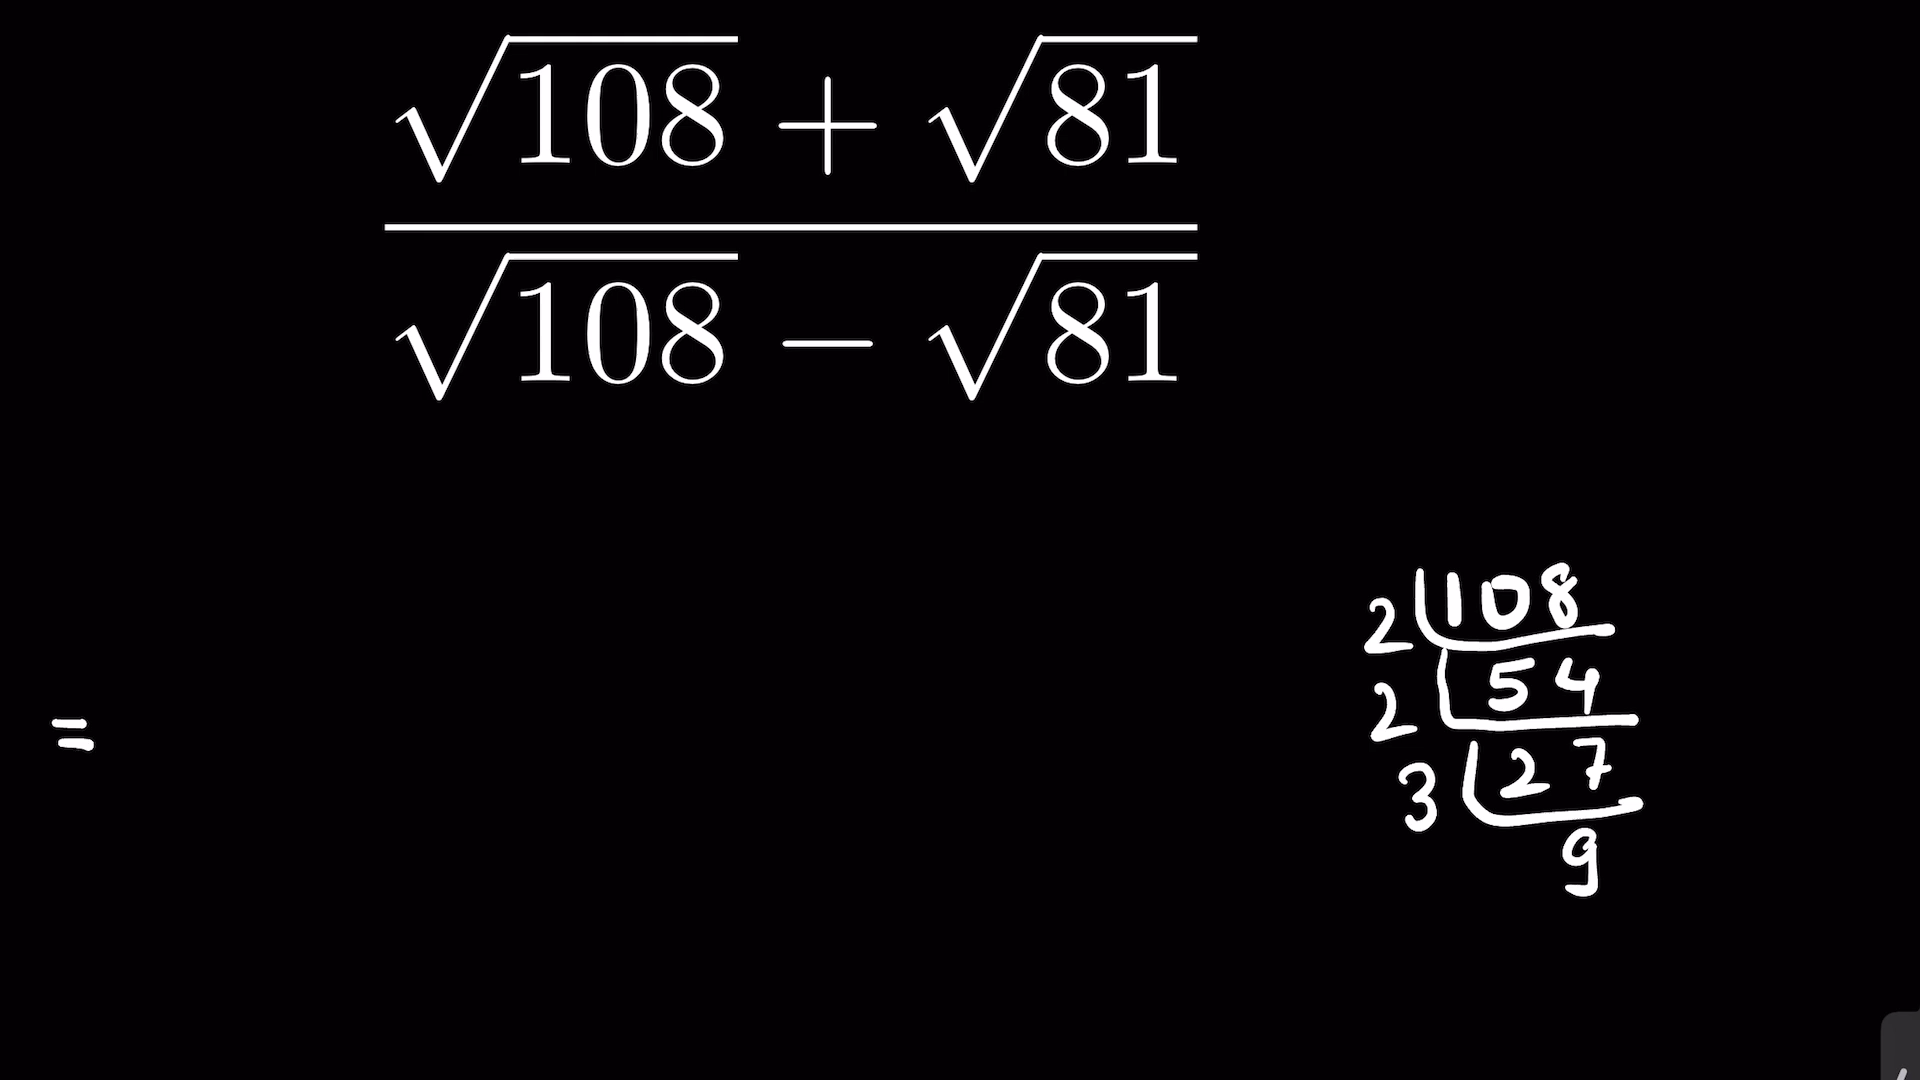 √108 + √81
√108 − √81
=
2 108
2 54
3 27
9